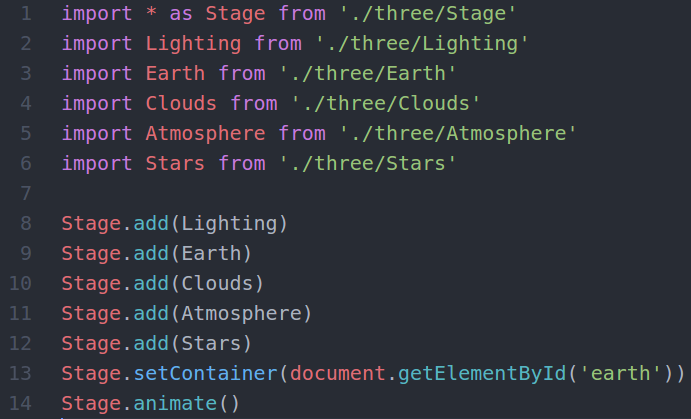 1 import * as Stage from './three/Stage'
2 import Lighting from './three/Lighting'
3 import Earth from './three/Earth'
4 import Clouds from './three/Clouds'
5 import Atmosphere from './three/Atmosphere'
6 import Stars from './three/Stars'
7
8 Stage.add(Lighting)
9 Stage.add(Earth)
10 Stage.add(Clouds)
11 Stage.add(Atmosphere)
12 Stage.add(Stars)
13 Stage.setContainer(document.getElementById('earth'))
14 Stage.animate()